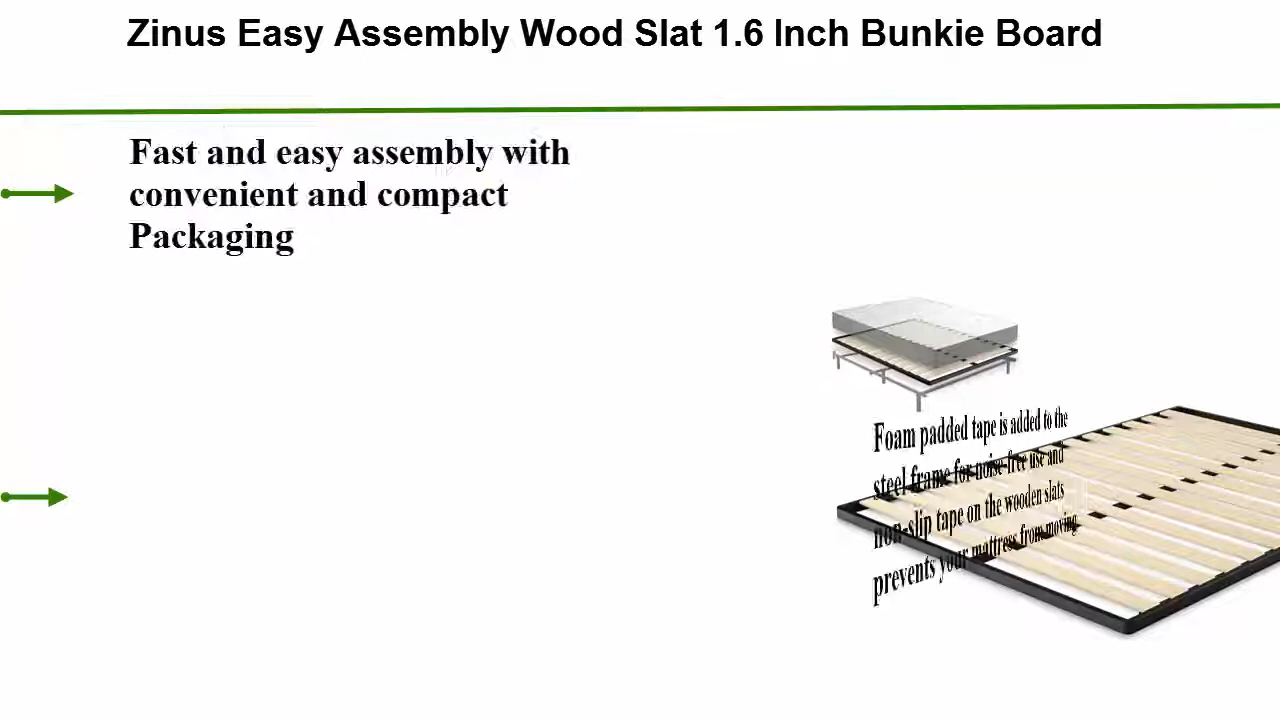 Zinus Easy Assembly Wood Slat 1.6 Inch Bunkie Board
Fast and easy assembly with
convenient and compact
Packaging
Foam padded tape is added to the
steel frame for noise-free use and
non-slip tape on the wooden slats
prevents your mattress from moving